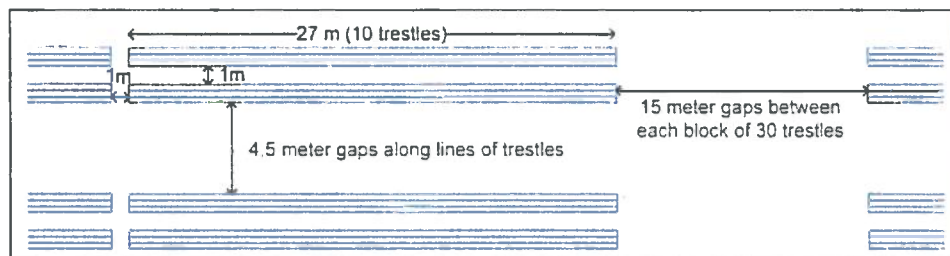 27 m (10 trestles)
1m
1m
15 meter gaps between
each block of 30 trestles
4.5 meter gaps along lines of trestles